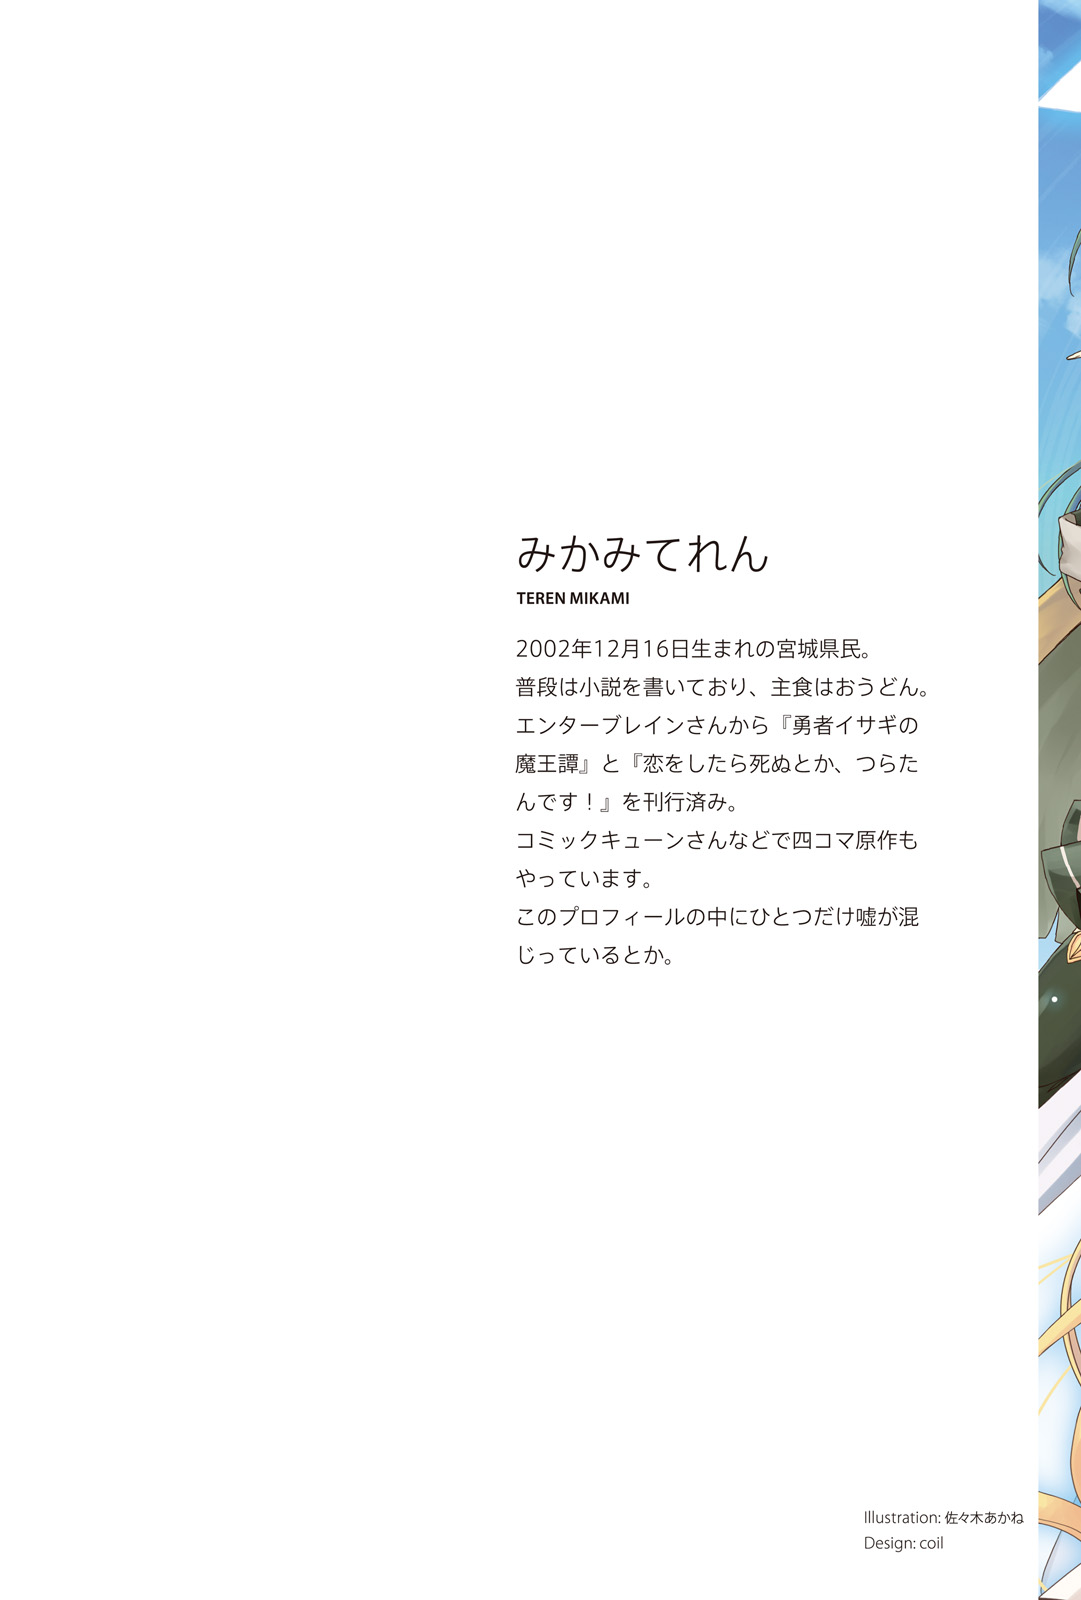 みかみてれん
TEREN MIKAMI
2002年12月16日生まれの宮城県民。
普段は小説を書いており、主食はおうどん。
エンターブレインさんから『勇者イサギの
魔王譚』と『恋をしたら死ぬとか、つらた
んです！』を刊行済み。
コミックキューンさんなどで四コマ原作も
やっています。
このプロフィールの中にひとつだけ嘘が混
じっているとか。
Illustration: 佐々木あかね
Design: coil